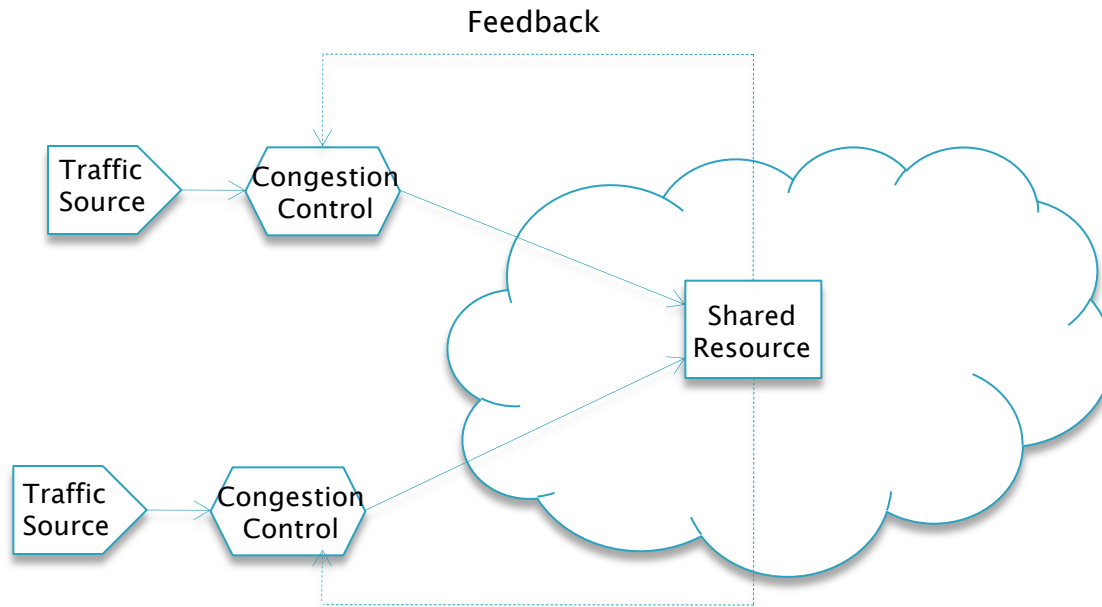 Feedback
Traffic
Source
Congestion
Control
Shared
Resource
Traffic
Source
Congestion
Control